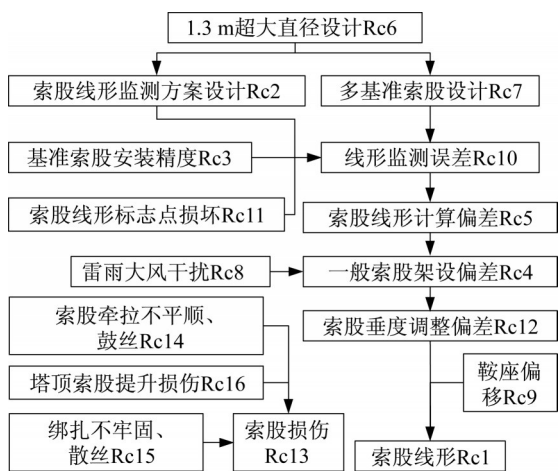 1.3 m超大直径设计Rc6
索股线形监测方案设计Rc2
多基准索股设计Rc7
基准索股安装精度Rc3
线形监测误差Rc10
索股线形标志点损坏Rc11
索股线形计算偏差Rc5
雷雨大风干扰Rc8
一般索股架设偏差Rc4
索股牵拉不平顺、
鼓丝Rc14
索股垂度调整偏差Rc12
塔顶索股提升损伤Rc16
鞍座偏
移Rc9
绑扎不牢固、
散丝Rc15
索股损伤
Rc13
索股线形Rc1